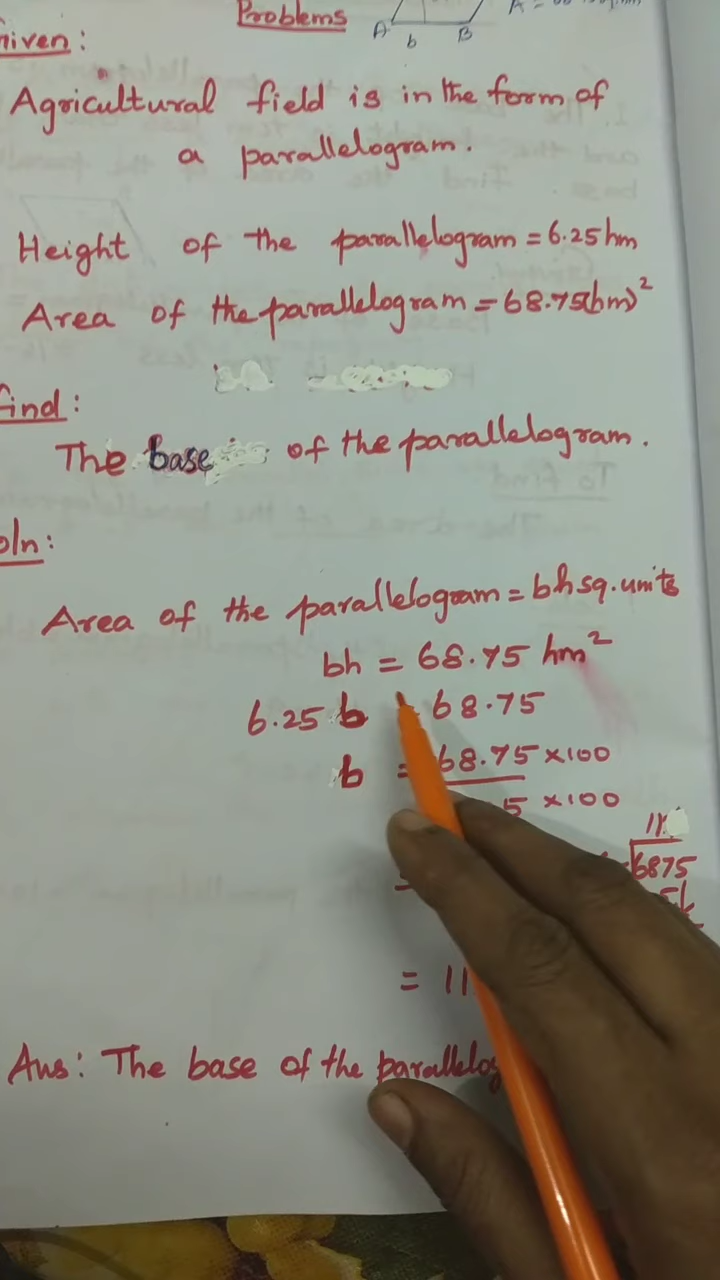 Problems
A b B
Given:
Agricultural field is in the form of
a parallelogram.
Height of the parallelogram = 6.25 hm
Area of the parallelogram = 68.75(hm)²
find:
The base of the parallelogram.
oln:
Area of the parallelogram = bh sq.units
bh = 68.75 hm²
6.25 b = 68.75
b = 68.75 × 100
5 × 100
11
6875
= 11
Ans: The base of the parallelog